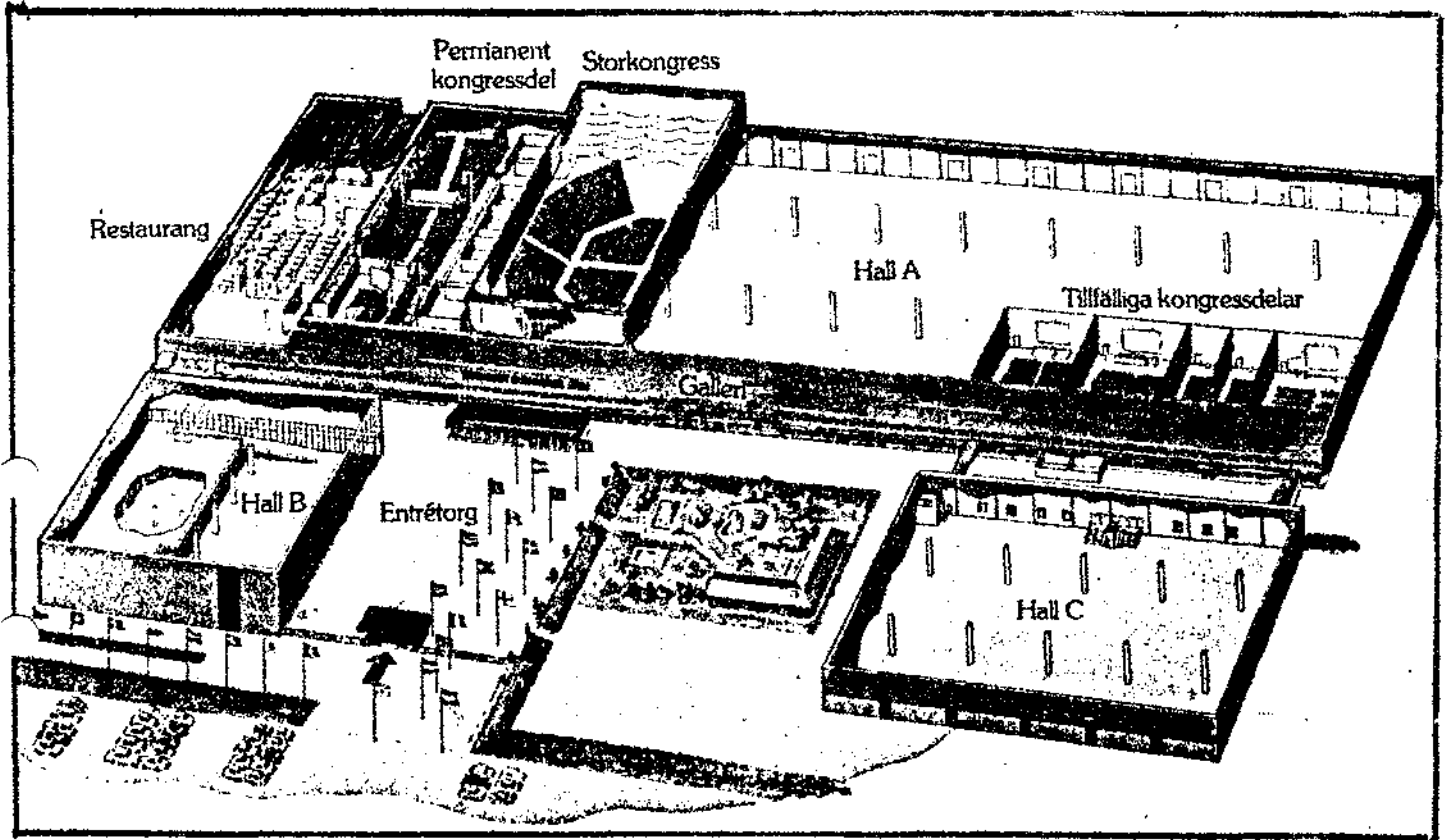 Permanent
kongressdel
Storkongress
Restaurang
Hall A
Tillfälliga kongressdelar
Galleri
Hall B
Entrétorg
Hall C